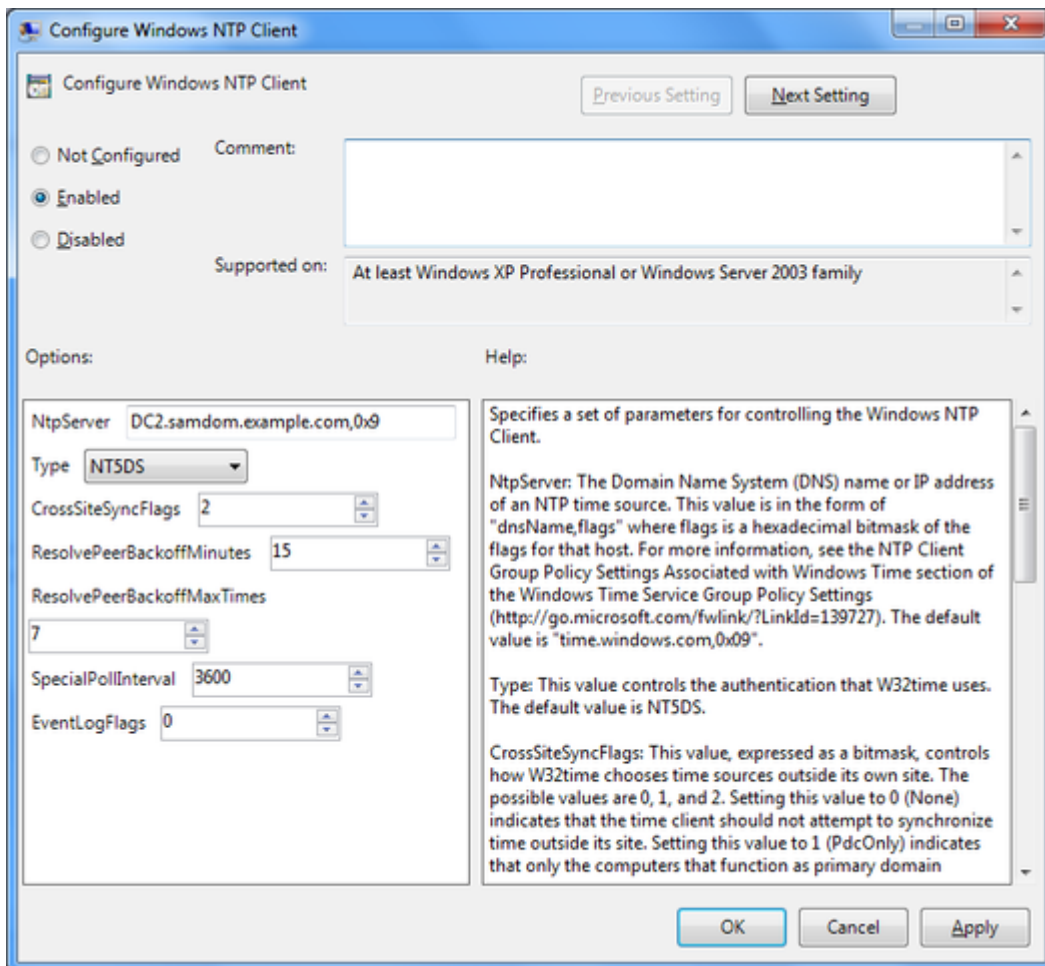 Configure Windows NTP Client
Configure Windows NTP Client
Previous Setting
Next Setting
Not Configured
Comment:
Enabled
Disabled
Supported on:
At least Windows XP Professional or Windows Server 2003 family
Options:
Help:
NtpServer DC2.samdom.example.com,0x9
Type NT5DS
CrossSiteSyncFlags 2
ResolvePeerBackoffMinutes 15
ResolvePeerBackoffMaxTimes
7
SpecialPollInterval 3600
EventLogFlags 0
Specifies a set of parameters for controlling the Windows NTP
Client.
NtpServer: The Domain Name System (DNS) name or IP address
of an NTP time source. This value is in the form of
"dnsName,flags" where flags is a hexadecimal bitmask of the
flags for that host. For more information, see the NTP Client
Group Policy Settings Associated with Windows Time section of
the Windows Time Service Group Policy Settings
(http://go.microsoft.com/fwlink/?LinkId=139727). The default
value is "time.windows.com,0x09".
Type: This value controls the authentication that W32time uses.
The default value is NT5DS.
CrossSiteSyncFlags: This value, expressed as a bitmask, controls
how W32time chooses time sources outside its own site. The
possible values are 0, 1, and 2. Setting this value to 0 (None)
indicates that the time client should not attempt to synchronize
time outside its site. Setting this value to 1 (PdcOnly) indicates
that only the computers that function as primary domain
OK
Cancel
Apply